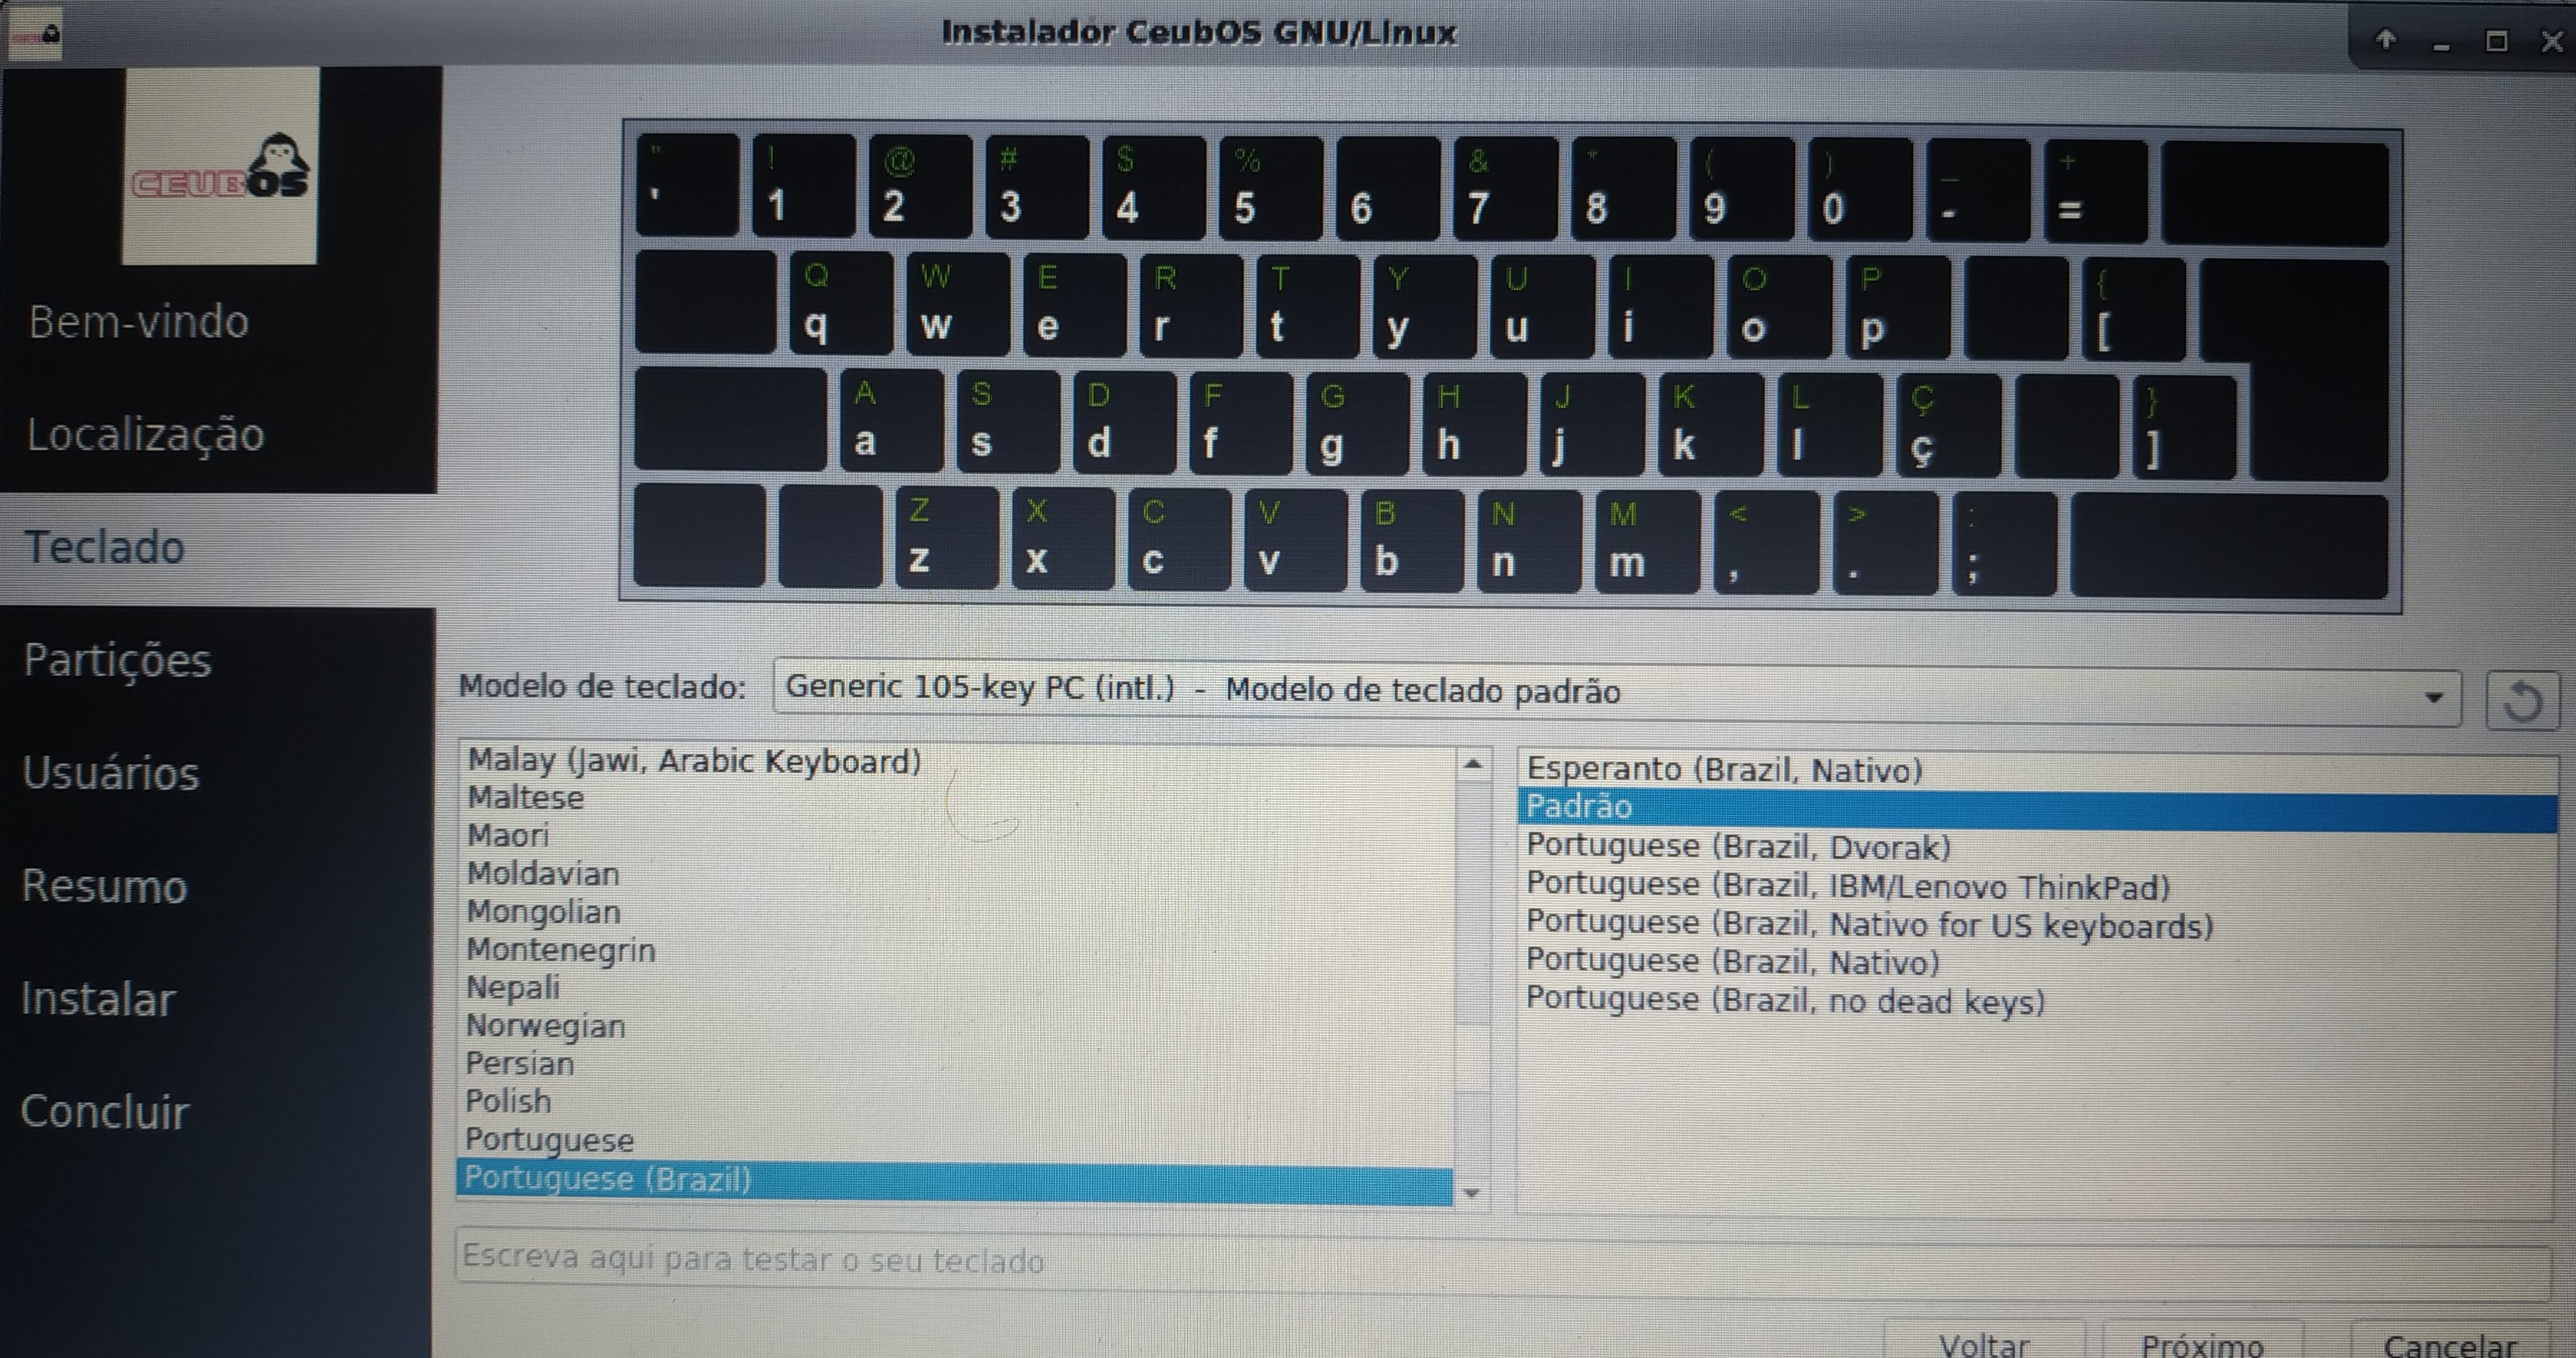 Instalador CeubOS GNU/Linux
CEUBOS
Bem-vindo
Localização
Teclado
Partições
Usuários
Resumo
Instalar
Concluir
" ! @ # $ % & * ( ) _ +
' 1 2 3 4 5 6 7 8 9 0 - =
Q W E R T Y U I O P {
q w e r t y u i o p [
A S D F G H J K L Ç }
a s d f g h j k l ç ]
Z X C V B N M < > :
z x c v b n m , . ;
Modelo de teclado: Generic 105-key PC (intl.) - Modelo de teclado padrão
Malay (Jawi, Arabic Keyboard)
Maltese
Maori
Moldavian
Mongolian
Montenegrin
Nepali
Norwegian
Persian
Polish
Portuguese
Portuguese (Brazil)
Esperanto (Brazil, Nativo)
Padrão
Portuguese (Brazil, Dvorak)
Portuguese (Brazil, IBM/Lenovo ThinkPad)
Portuguese (Brazil, Nativo for US keyboards)
Portuguese (Brazil, Nativo)
Portuguese (Brazil, no dead keys)
Escreva aqui para testar o seu teclado
Voltar Próximo Cancelar